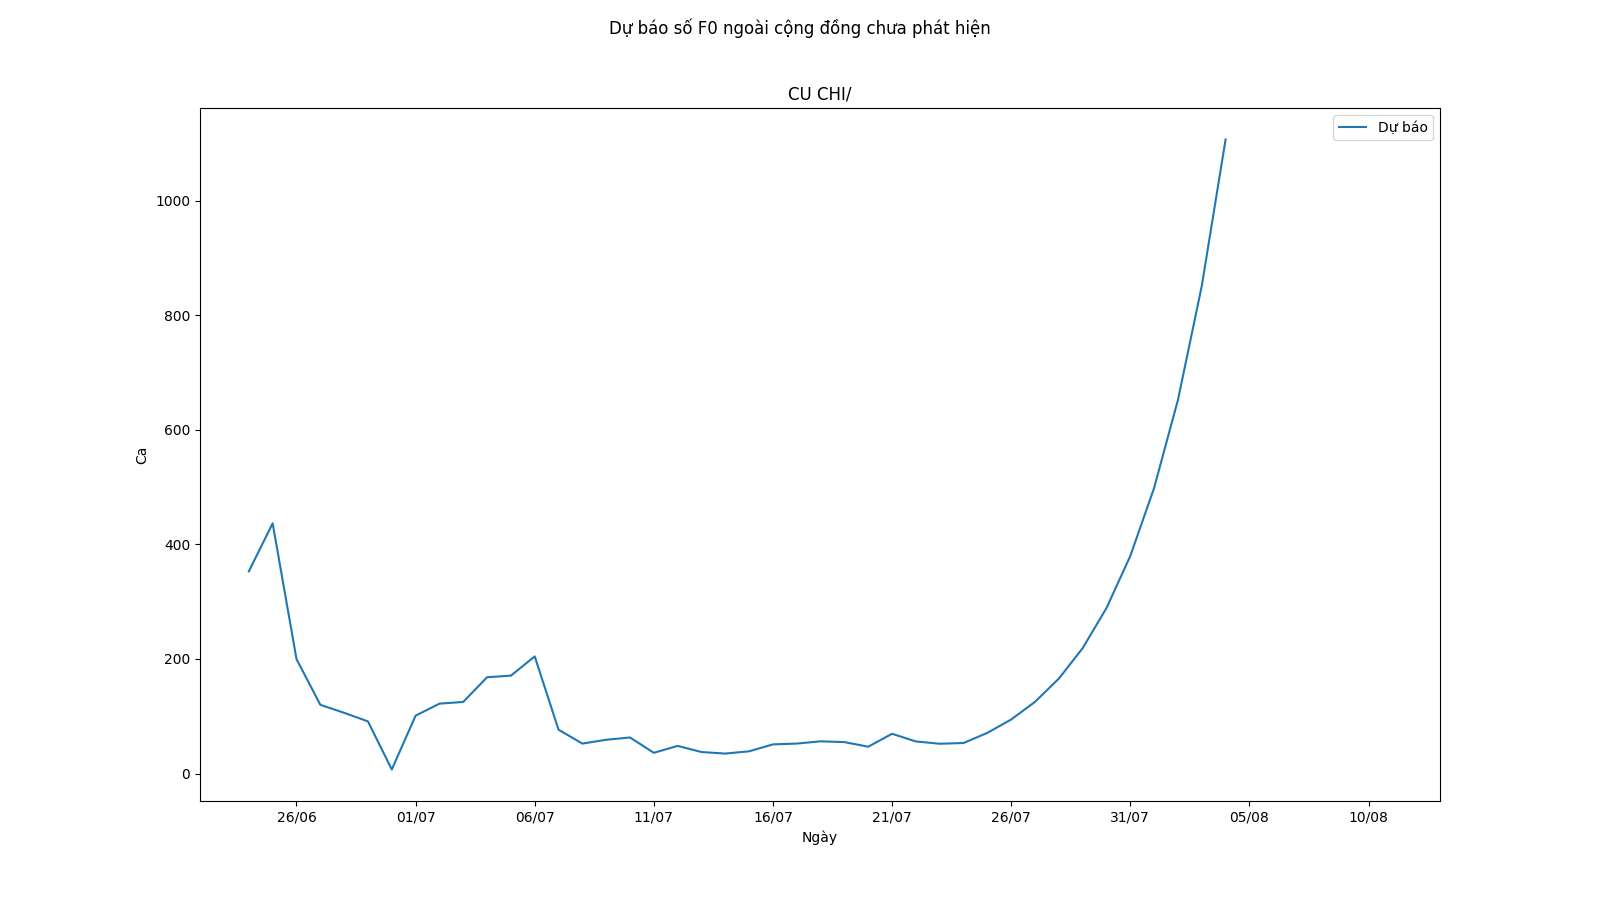 Dự báo số F0 ngoài cộng đồng chưa phát hiện
CU CHI/
Dự báo
1000
800
600
400
200
0
Ca
26/06 01/07 06/07 11/07 16/07 21/07 26/07 31/07 05/08 10/08
Ngày